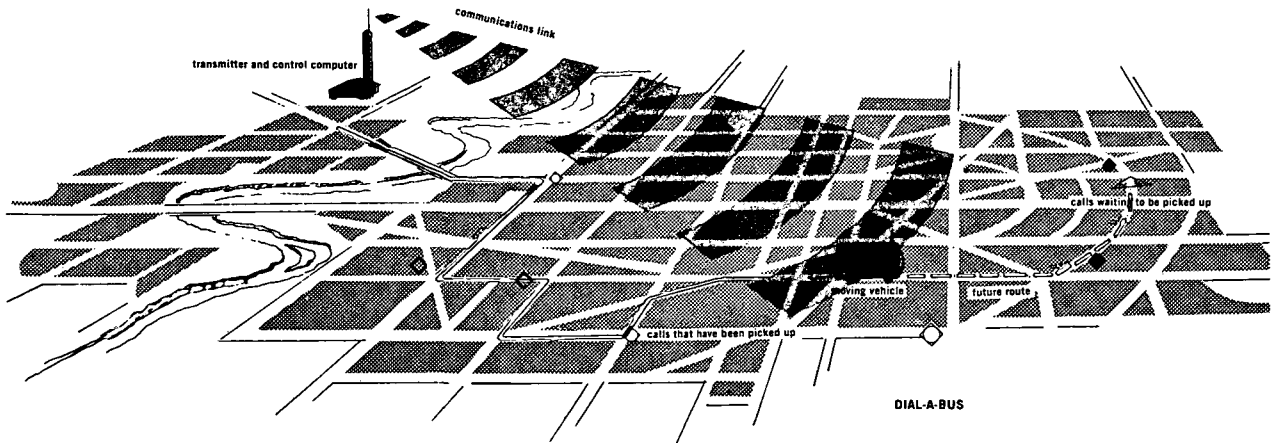 communications link
transmitter and control computer
calls waiting to be picked up
moving vehicle
future route
calls that have been picked up
DIAL-A-BUS